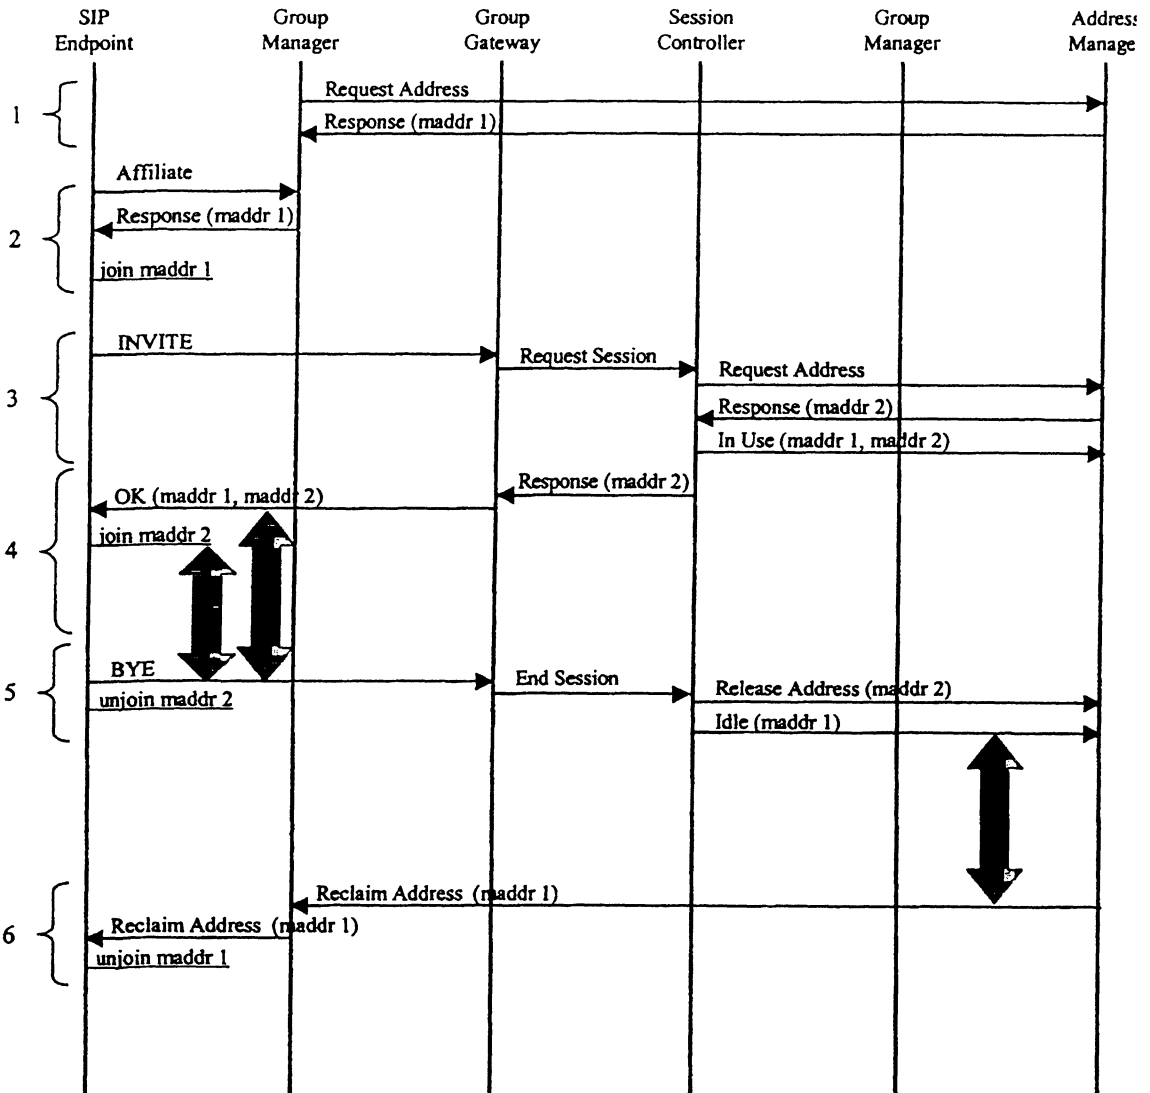 SIP Endpoint
Group Manager
Group Gateway
Session Controller
Group Manager
Address Manage
1
Request Address
Response (maddr 1)
2
Affiliate
Response (maddr 1)
join maddr 1
3
INVITE
Request Session
Request Address
Response (maddr 2)
In Use (maddr 1, maddr 2)
4
Response (maddr 2)
OK (maddr 1, maddr 2)
join maddr 2
5
BYE
End Session
unjoin maddr 2
Release Address (maddr 2)
Idle (maddr 1)
6
Reclaim Address (maddr 1)
Reclaim Address (maddr 1)
unjoin maddr 1